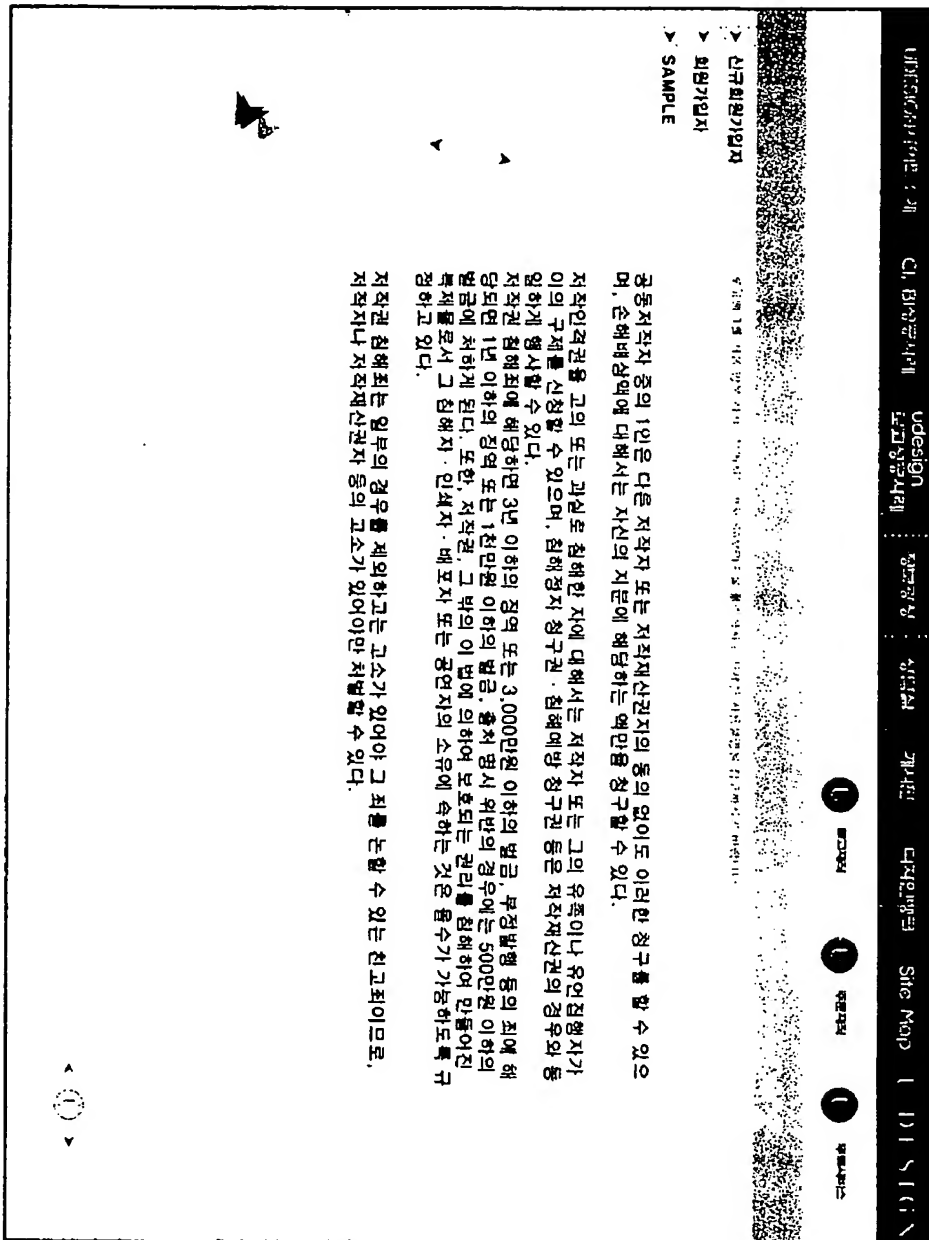 CI, BI상품사례
udesign
상담실
게시판
Site Map
신규회원가입자
회원가입자
SAMPLE
공동저작자 중의 1인은 다른 저작자 또는 저작재산권자의 동의 없이도 이러한 청구를 할 수 있으
며, 손해배상액에 대해서는 자신의 지분에 해당하는 액만을 청구할 수 있다.
저작인격권을 고의 또는 과실로 침해한 자에 대해서는 저작자 또는 그의 유족이나 유언집행자가
이의 구제를 신청할 수 있으며, 침해정지 청구권 · 침해예방 청구권 등은 저작재산권의 경우와 동
일하게 행사할 수 있다.
저작권 침해죄에 해당하면 3년 이하의 징역 또는 3,000만원 이하의 벌금, 부정발행 등의 죄에 해
당되면 1년 이하의 징역 또는 1천만원 이하의 벌금, 출처 명시 위반의 경우에는 500만원 이하의
벌금에 처하게 된다. 또한, 저작권, 그 밖의 이 법에 의하여 보호되는 권리를 침해하여 만들어진
복제물로서 그 침해자 · 인쇄자 · 배포자 또는 공연자의 소유에 속하는 것은 몰수가 가능하도록 규
정하고 있다.
저작권 침해죄는 일부의 경우를 제외하고는 고소가 있어야 그 죄를 논할 수 있는 친고죄이므로,
저작자나 저작재산권자 등의 고소가 있어야만 처벌할 수 있다.